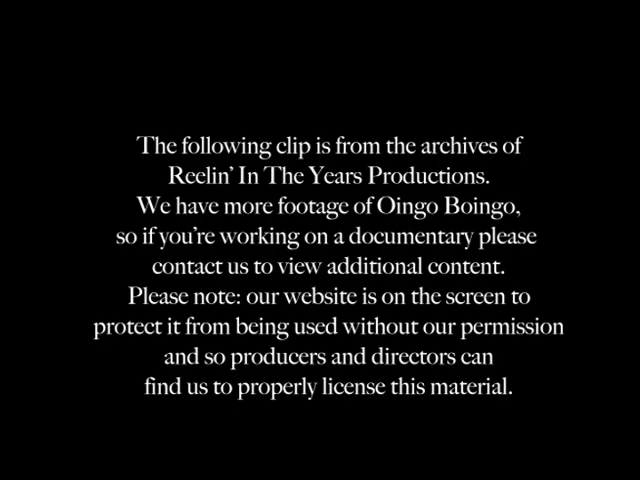 The following clip is from the archives of
Reelin’ In The Years Productions.
We have more footage of Oingo Boingo,
so if you’re working on a documentary please
contact us to view additional content.
Please note: our website is on the screen to
protect it from being used without our permission
and so producers and directors can
find us to properly license this material.